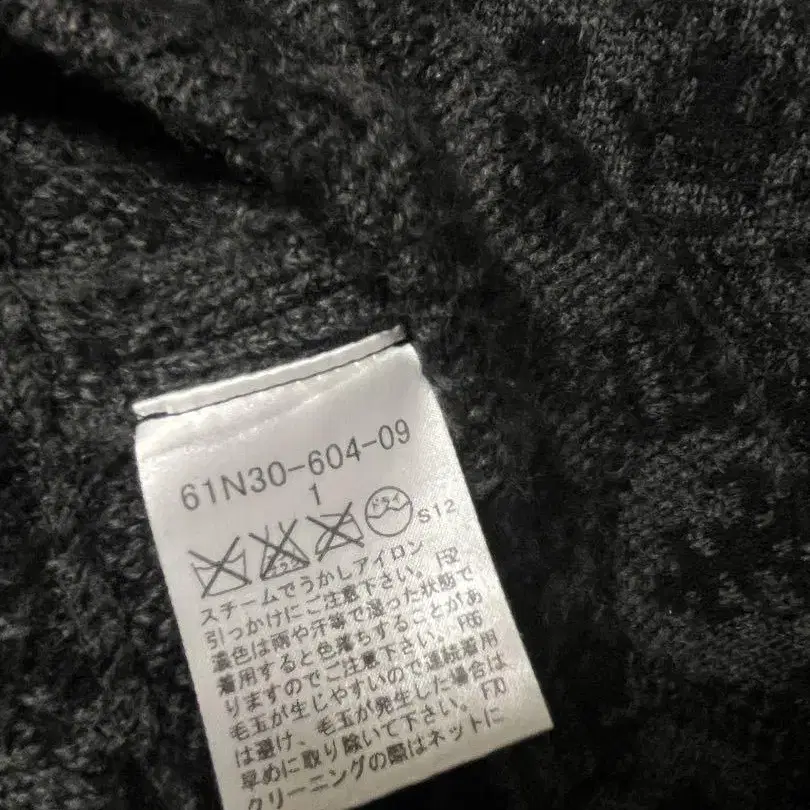 61N30-604-09
1
ドライ
S12
スチームでうかしアイロン
引っかけにご注意下さい。F52
濃色は雨や汗等で湿った状態で
着用すると色落ちすることがあ
りますのでご注意下さい。F66
毛玉が生じやすいので連続着用
は避け、毛玉が発生した場合は
早めに取り除いて下さい。F70
クリーニングの際はネットに